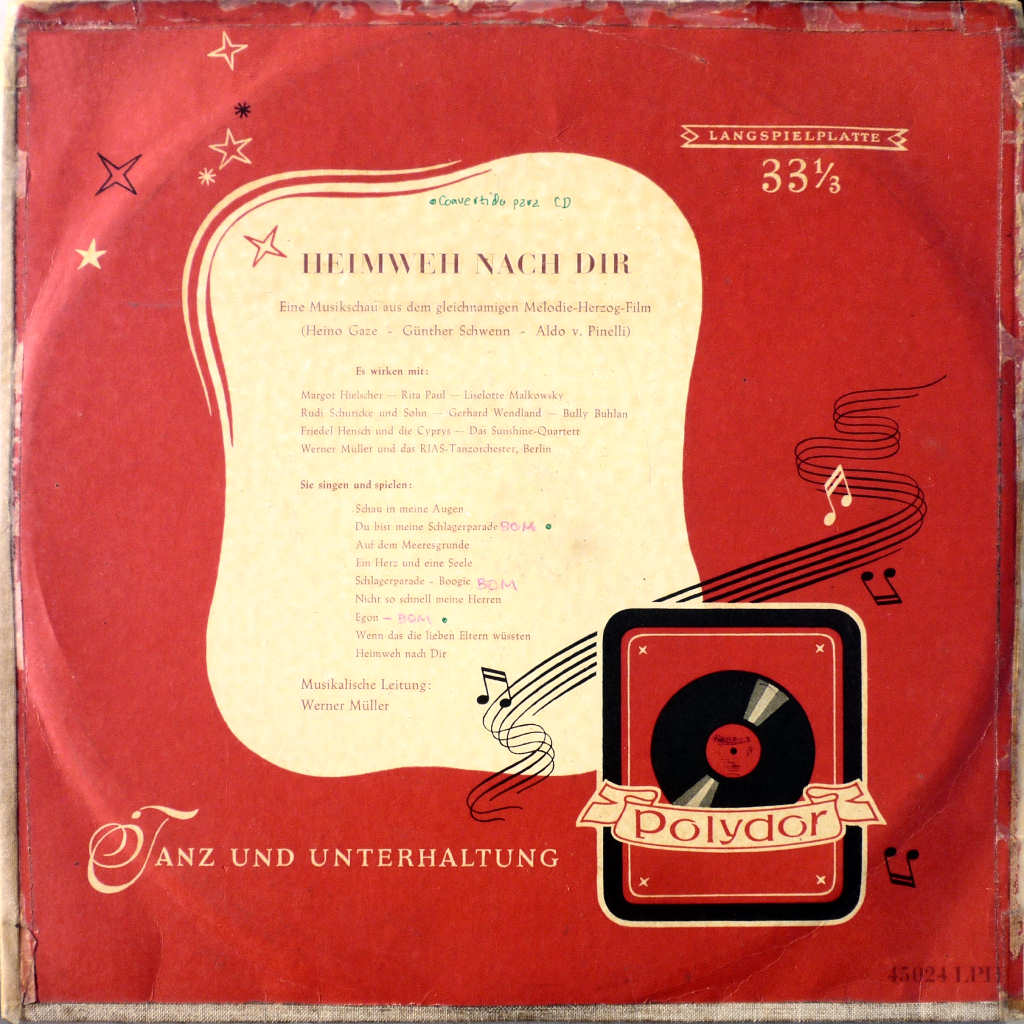 LANGSPIELPLATTE
33⅓
Convertido para CD
HEIMWEH NACH DIR
Eine Musikschau aus dem gleichnamigen Melodie-Herzog-Film
(Heino Gaze - Günther Schwenn - Aldo v. Pinelli)
Es wirken mit:
Margot Hielscher — Rita Paul — Liselotte Malkowsky
Rudi Schuricke und Sohn — Gerhard Wendland — Bully Buhlan
Friedel Hensch und die Cyprys — Das Sunshine-Quartett
Werner Müller und das RIAS-Tanzorchester, Berlin
Sie singen und spielen:
Schau in meine Augen
Du bist meine Schlagerparade BOM
Auf dem Meeresgrunde
Ein Herz und eine Seele
Schlagerparade - Boogie BOM
Nicht so schnell meine Herren
Egon - BOM
Wenn das die lieben Eltern wüssten
Heimweh nach Dir
Musikalische Leitung:
Werner Müller
Polydor
TANZ UND UNTERHALTUNG
45024 LPH